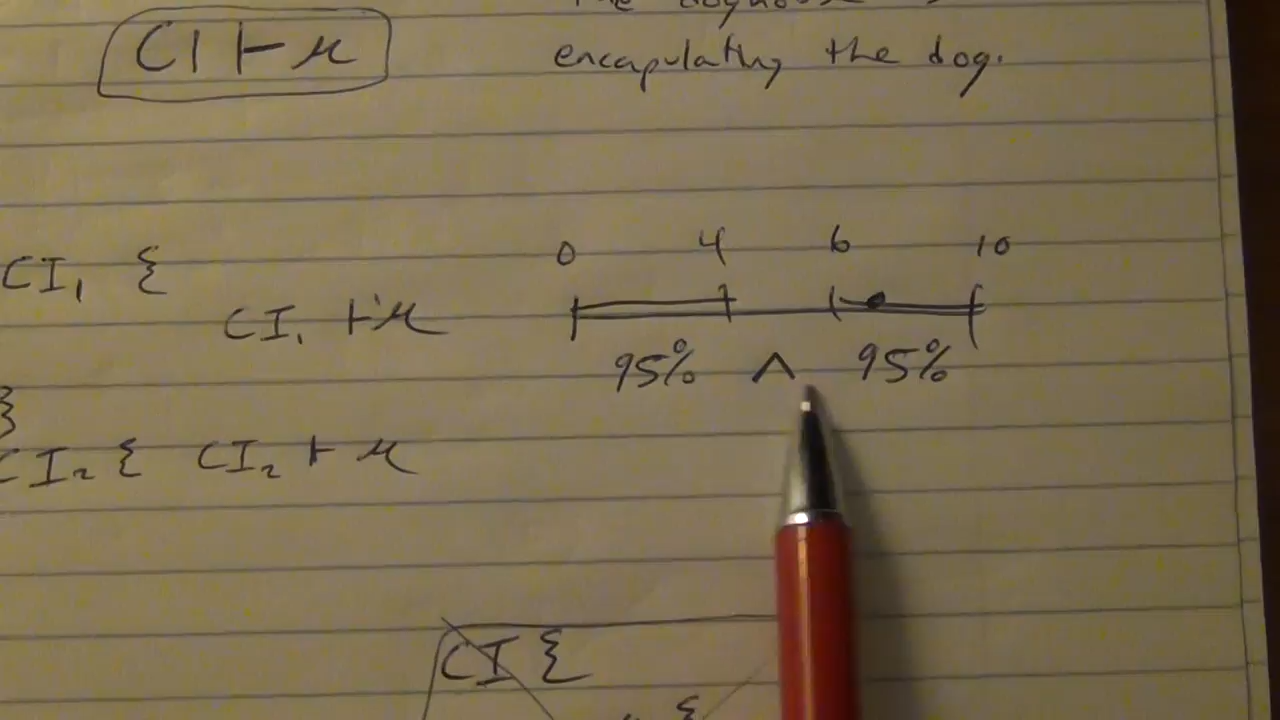 CI ⊢ μ
encapulating the dog.
0 4 6 10
CI₁ {
CI₁ ⊢ μ
95% ∧ 95%
}
CI₂ { CI₂ ⊢ μ
CI {